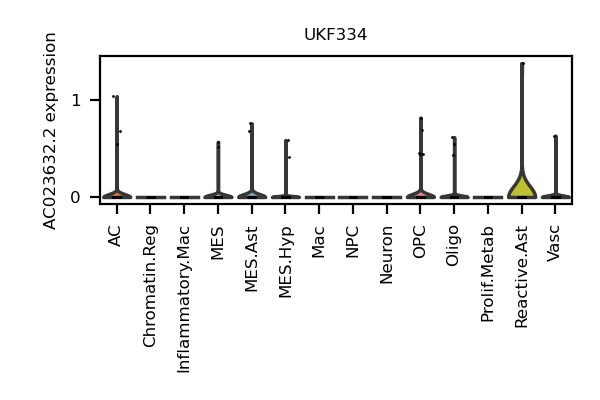 UKF334
AC023632.2 expression
1
0
AC
Chromatin.Reg
Inflammatory.Mac
MES
MES.Ast
MES.Hyp
Mac
NPC
Neuron
OPC
Oligo
Prolif.Metab
Reactive.Ast
Vasc